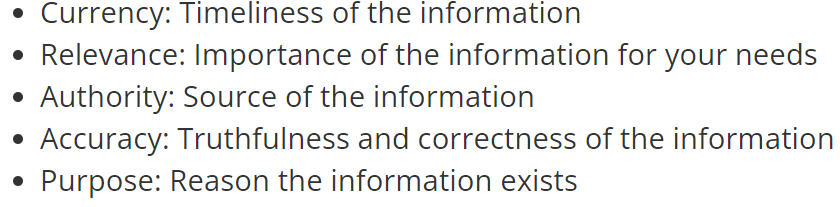 • Currency: Timeliness of the information
• Relevance: Importance of the information for your needs
• Authority: Source of the information
• Accuracy: Truthfulness and correctness of the information
• Purpose: Reason the information exists